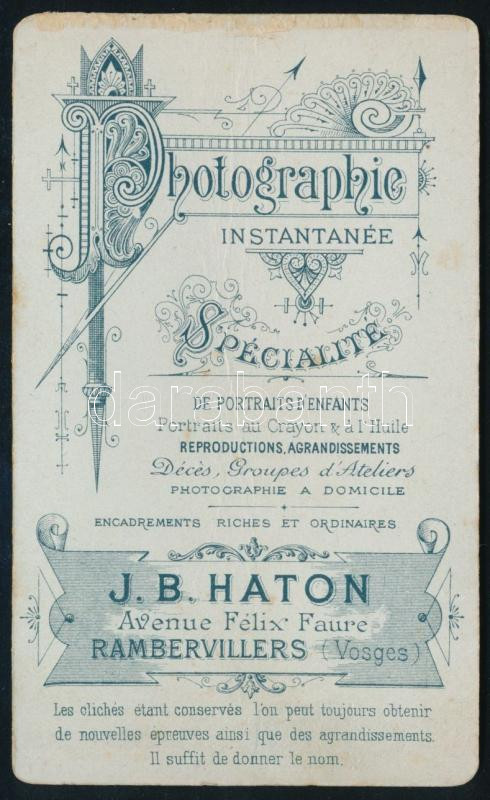 Photographie
INSTANTANÉE
SPÉCIALITÉ
DE PORTRAITS D'ENFANTS
Portraits au Crayon & a l'Huile
REPRODUCTIONS, AGRANDISSEMENTS
Décès, Groupes d'Ateliers
PHOTOGRAPHIE A DOMICILE
ENCADREMENTS RICHES ET ORDINAIRES
J. B. HATON
Avenue Félix Faure
RAMBERVILLERS (Vosges)
Les clichés étant conservés l'on peut toujours obtenir
de nouvelles épreuves ainsi que des agrandissements.
Il suffit de donner le nom.
darabanth